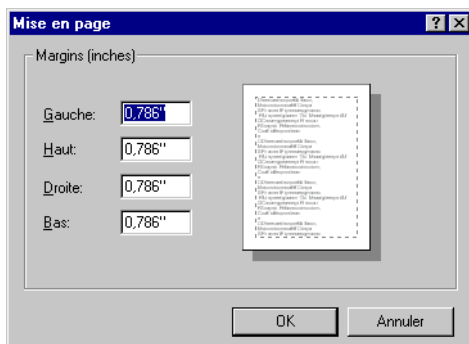 Mise en page
Margins (inches)
Gauche: 0,786"
Haut: 0,786"
Droite: 0,786"
Bas: 0,786"
OK Annuler